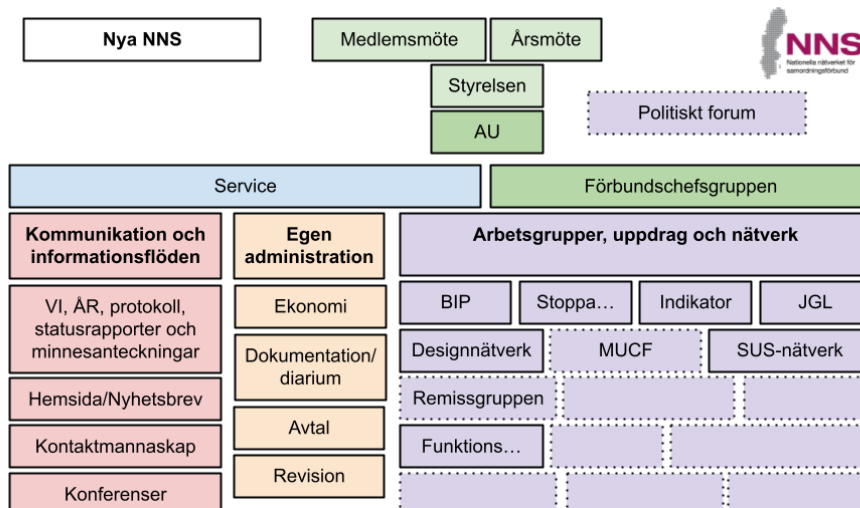 Nya NNS
Medlemsmöte
Årsmöte
NNS
Nationella nätverket för
samordningsförbund
Styrelsen
Politiskt forum
AU
Service
Förbundschefsgruppen
Kommunikation och
informationsflöden
Egen
administration
Arbetsgrupper, uppdrag och nätverk
VI, ÅR, protokoll,
statusrapporter och
minnesanteckningar
Ekonomi
BIP
Stoppa…
Indikator
JGL
Dokumentation/
diarium
Designnätverk
MUCF
SUS-nätverk
Hemsida/Nyhetsbrev
Remissgruppen
Avtal
Kontaktmannaskap
Funktions…
Revision
Konferenser